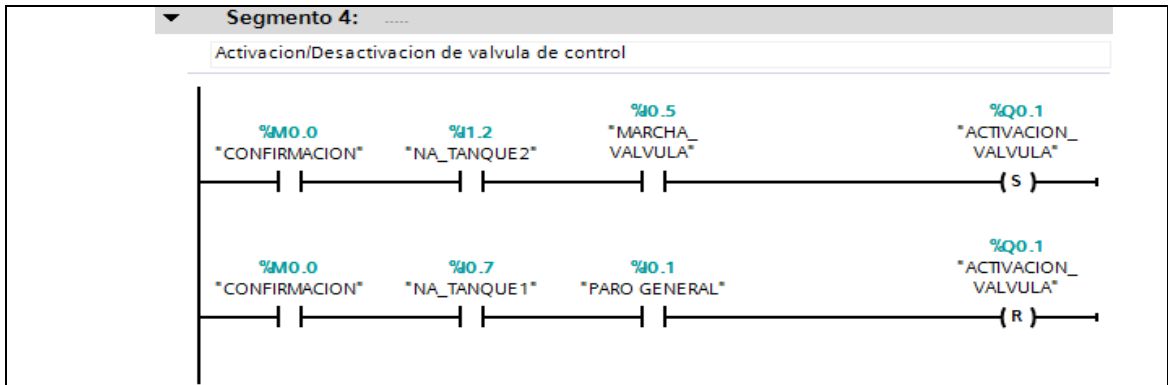 Segmento 4: .....
Activacion/Desactivacion de valvula de control
%M0.0 %I1.2 %I0.5 %Q0.1
"CONFIRMACION" "NA_TANQUE2" "MARCHA_ "ACTIVACION_
VALVULA" VALVULA"
S
%M0.0 %I0.7 %I0.1 %Q0.1
"CONFIRMACION" "NA_TANQUE1" "PARO GENERAL" "ACTIVACION_
VALVULA"
R